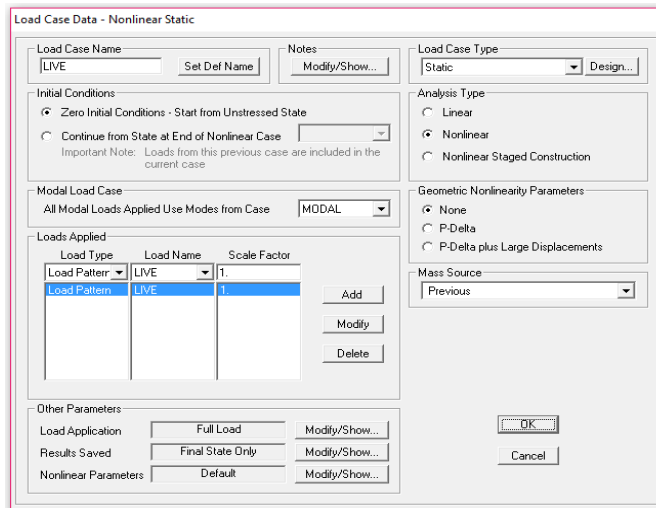 Load Case Data - Nonlinear Static
Load Case Name
LIVE
Set Def Name
Notes
Modify/Show...
Load Case Type
Static
Design...
Initial Conditions
Zero Initial Conditions - Start from Unstressed State
Continue from State at End of Nonlinear Case
Important Note: Loads from this previous case are included in the
current case
Analysis Type
Linear
Nonlinear
Nonlinear Staged Construction
Modal Load Case
All Modal Loads Applied Use Modes from Case
MODAL
Geometric Nonlinearity Parameters
None
P-Delta
P-Delta plus Large Displacements
Loads Applied
Load Type Load Name Scale Factor
Load Pattern LIVE 1.
Load Pattern LIVE 1.
Add
Modify
Delete
Mass Source
Previous
Other Parameters
Load Application Full Load Modify/Show...
Results Saved Final State Only Modify/Show...
Nonlinear Parameters Default Modify/Show...
OK
Cancel